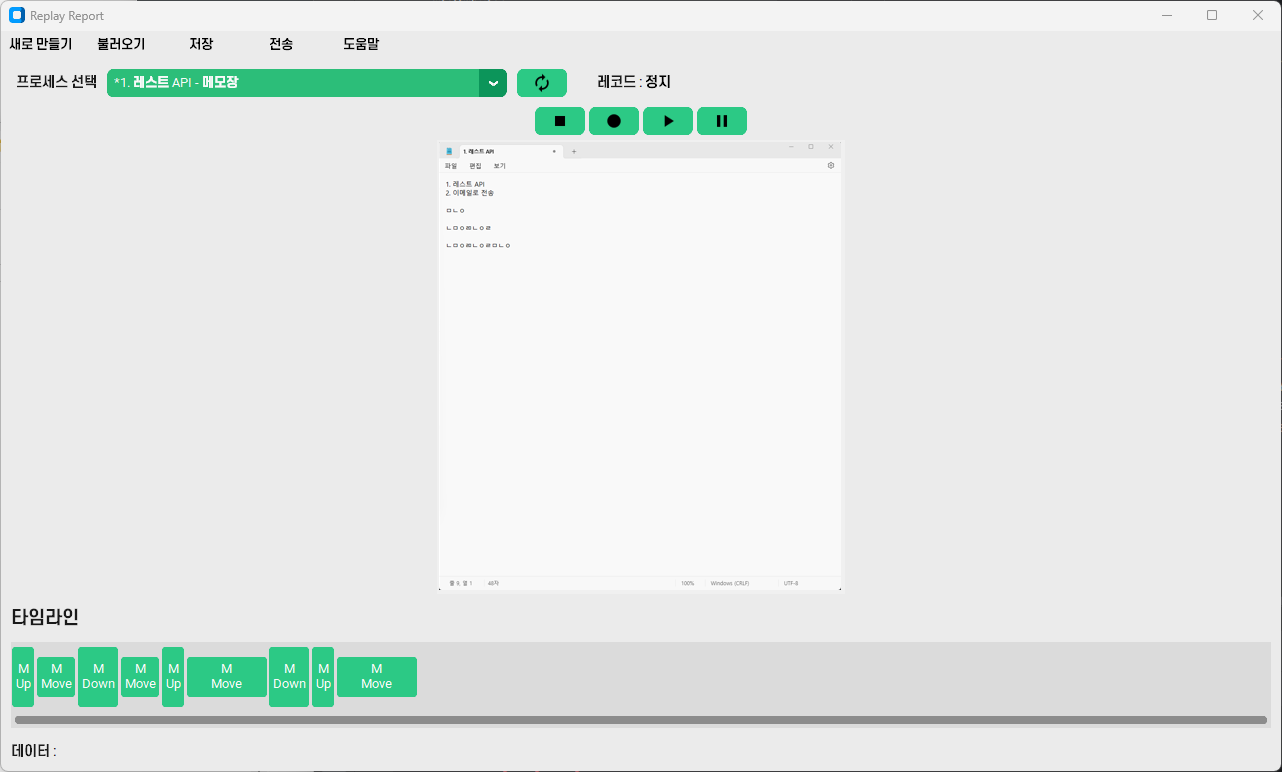 Replay Report
새로 만들기 불러오기 저장 전송 도움말
프로세스 선택 *1. 레스트 API - 메모장 레코드 : 정지
1. 레스트 API
파일 편집 보기
1. 레스트 API
2. 이메일로 전송
ㅁㄴㅇ
줄 9, 열 1 48자 100% Windows (CRLF) UTF-8
타임라인
M Up
M Move
M Down
M Move
M Up
M Move
M Down
M Up
M Move
데이터 :